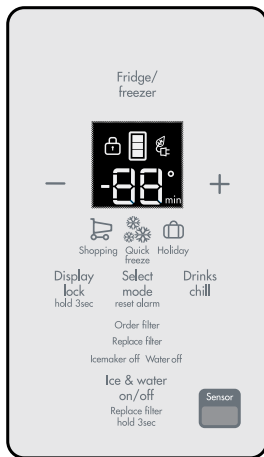 Fridge/
freezer
-88°
min
— +
Shopping Quick Holiday
freeze
Display Select Drinks
lock mode chill
hold 3sec reset alarm
Order filter
Replace filter
Icemaker off Water off
Ice & water
on/off
Replace filter
hold 3sec
Sensor